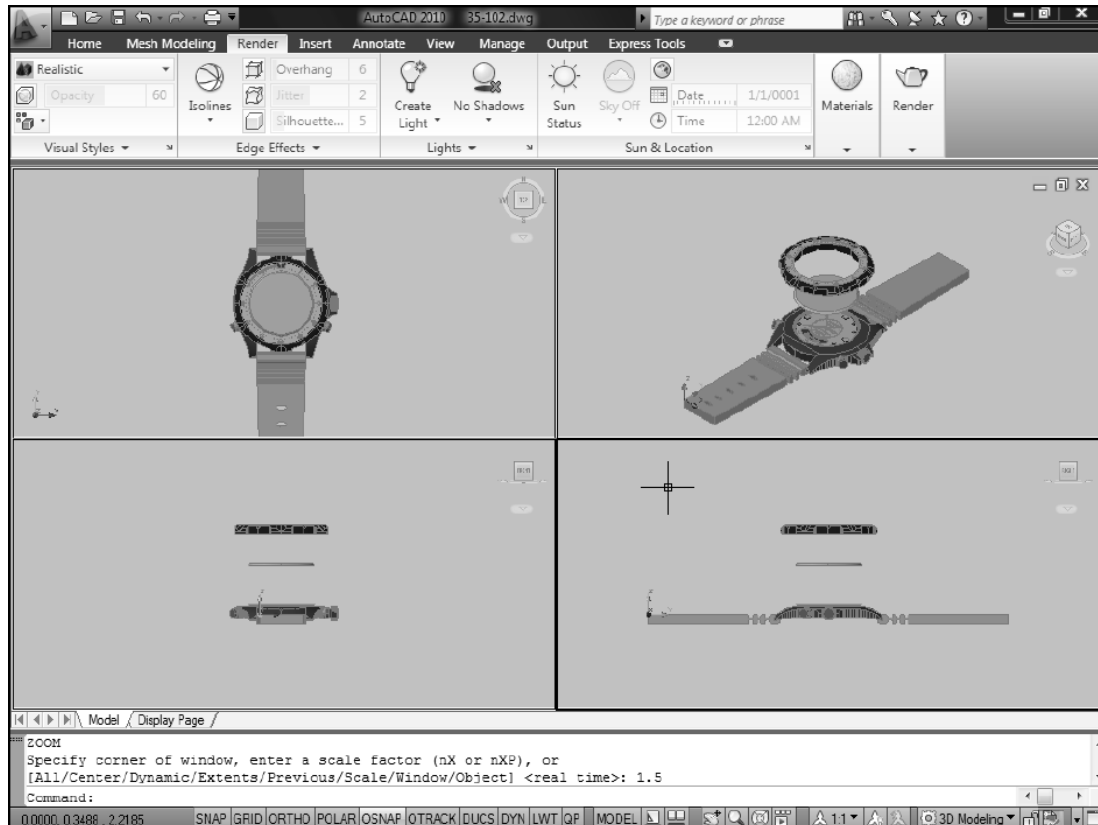 AutoCAD 2010 35-102.dwg Type a keyword or phrase
Home Mesh Modeling Render Insert Annotate View Manage Output Express Tools
Realistic
Opacity 60
Isolines
Overhang 6
Jitter 2
Silhouette... 5
Create Light
No Shadows
Sun Status
Sky Off
Date 1/1/0001
Time 12:00 AM
Materials
Render
Visual Styles Edge Effects Lights Sun & Location
TOP
Model Display Page
ZOOM
Specify corner of window, enter a scale factor (nX or nXP), or
[All/Center/Dynamic/Extents/Previous/Scale/Window/Object] <real time>: 1.5
Command:
0.0000, 0.3488, 2.2185 SNAP GRID ORTHO POLAR OSNAP OTRACK DUCS DYN LWT QP MODEL 1:1 3D Modeling